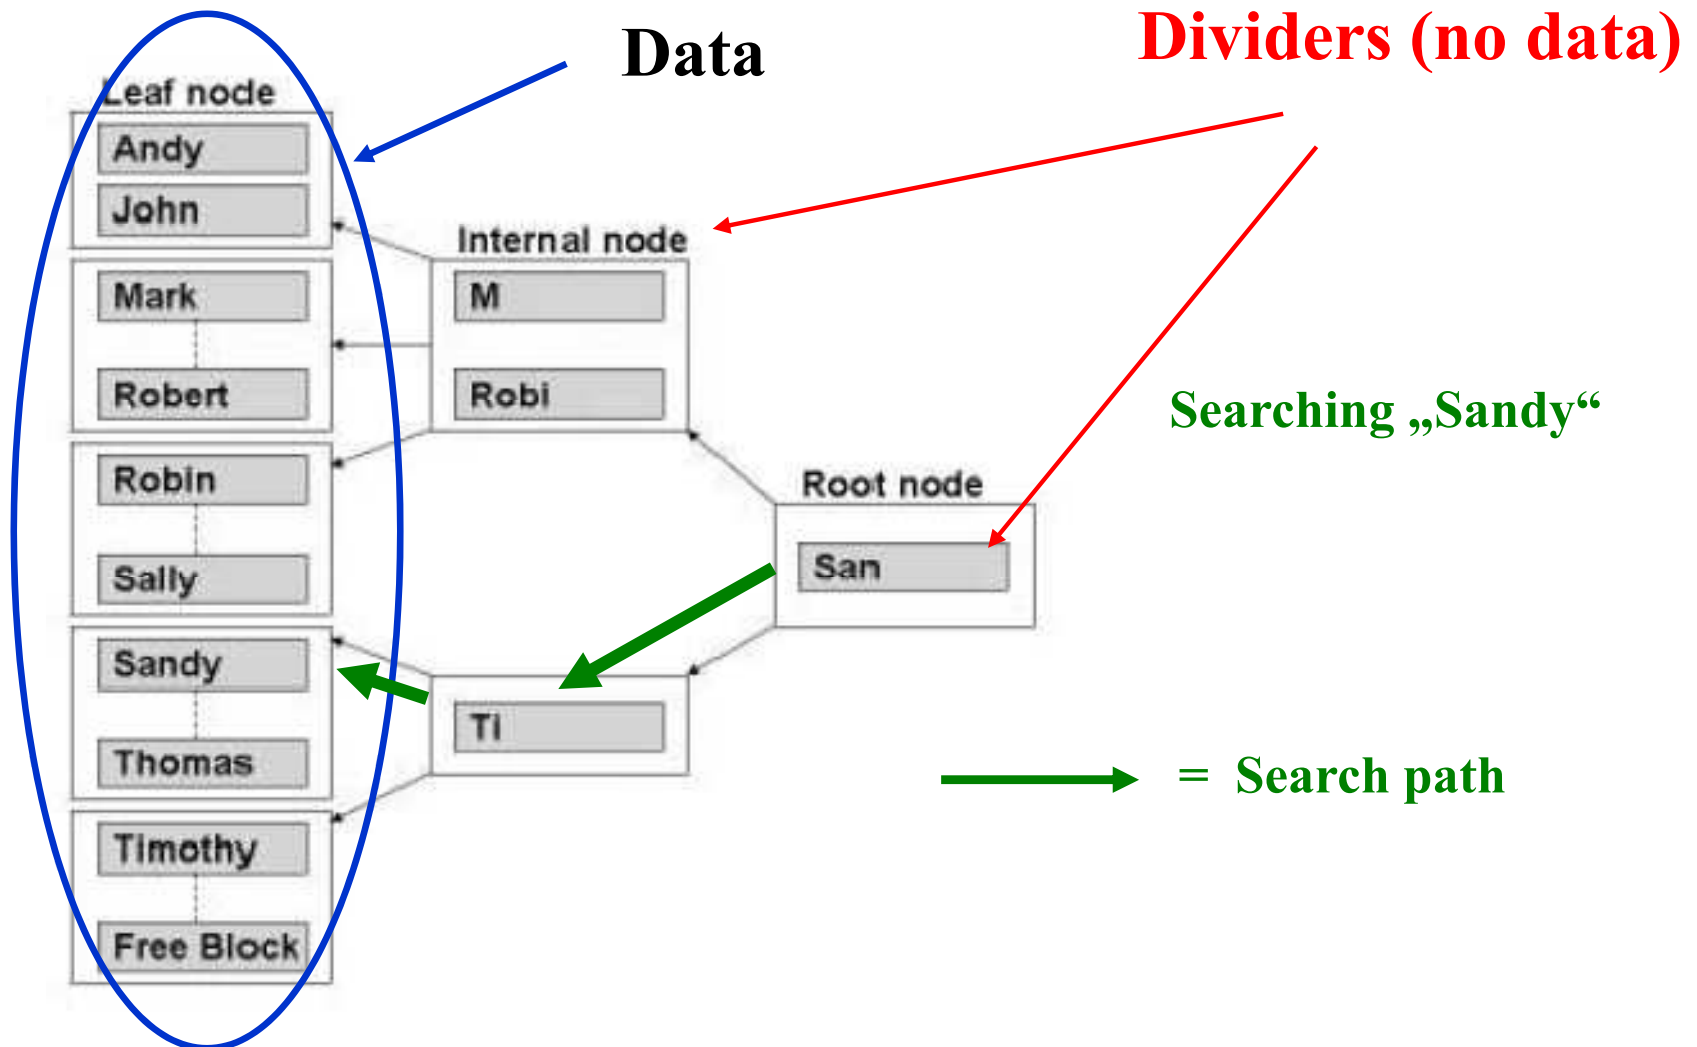 Data
Dividers (no data)
Leaf node
Andy
John
Mark
Robert
Robin
Sally
Sandy
Thomas
Timothy
Free Block
Internal node
M
Robi
Ti
Root node
San
Searching „Sandy“
= Search path